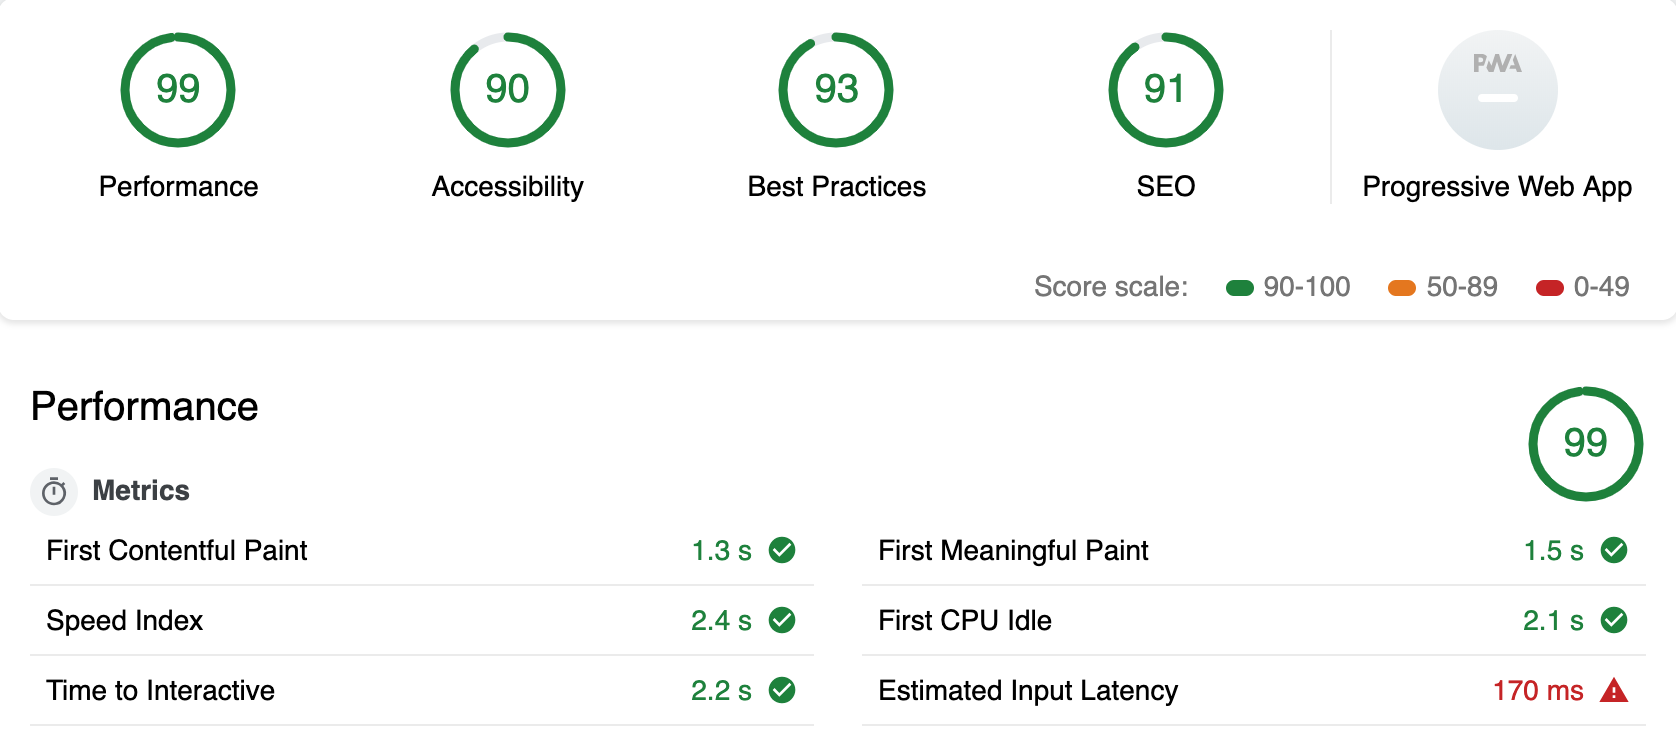 99
Performance
90
Accessibility
93
Best Practices
91
SEO
PWA
Progressive Web App
Score scale: 90-100 50-89 0-49
Performance
99
Metrics
First Contentful Paint 1.3 s
First Meaningful Paint 1.5 s
Speed Index 2.4 s
First CPU Idle 2.1 s
Time to Interactive 2.2 s
Estimated Input Latency 170 ms